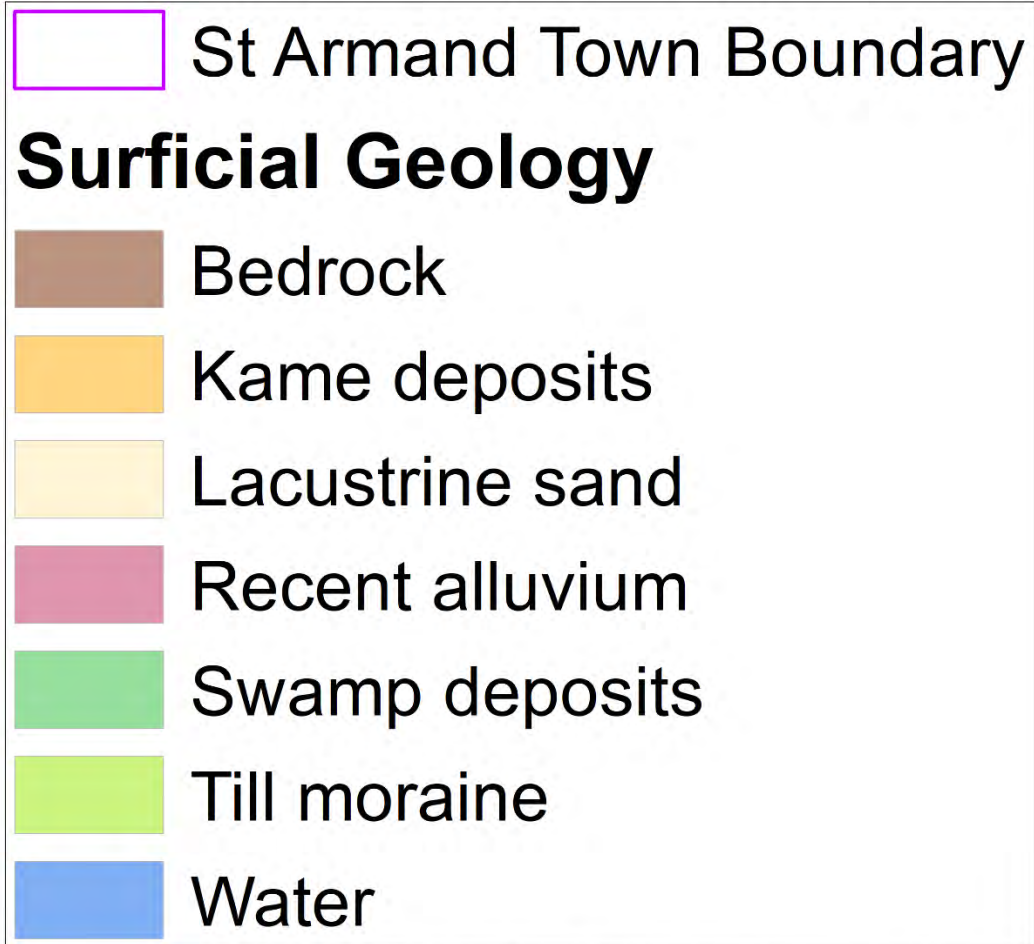 St Armand Town Boundary
Surficial Geology
Bedrock
Kame deposits
Lacustrine sand
Recent alluvium
Swamp deposits
Till moraine
Water